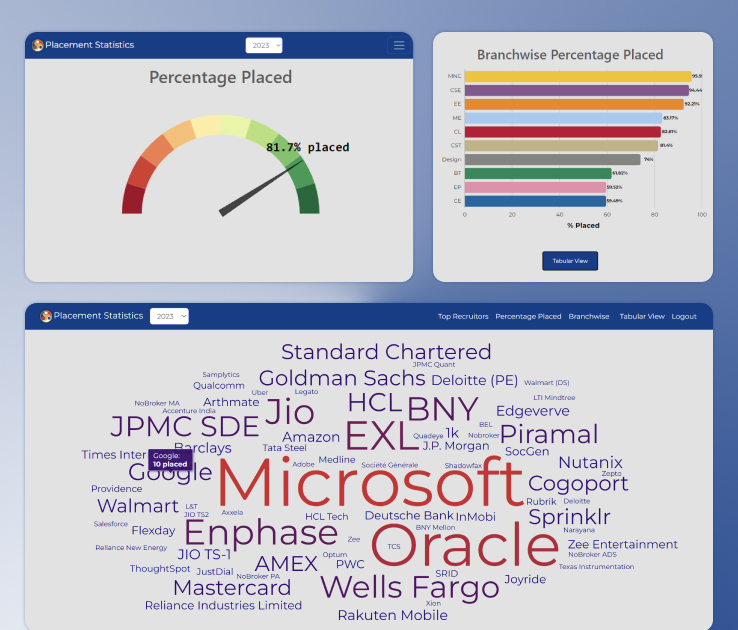 Placement Statistics
2023
Percentage Placed
81.7% placed
Branchwise Percentage Placed
MNC 95.9
CSE 94.44
EE 92.21%
ME 83.17%
CL 82.61%
CST 81.4%
Design 74%
BT 61.82%
EP 59.52%
CE 59.49%
0 20 40 60 80 100
% Placed
Tabular View
Placement Statistics 2023 Top Recruitors Percentage Placed Branchwise Tabular View Logout
Standard Chartered
JPMC Quant
Samplytics
Goldman Sachs Deloitte (PE) Walmart (DS)
Qualcomm
Uber Legato
LTI Mindtree
NoBroker MA Arthmate Jio HCL BNY Edgeverve
Accenture India
JPMC SDE Amazon EXL Quadeye 1k BEL Nobroker Piramal
Times Inter Barclays Tata Steel J.P. Morgan SocGen
Google:
10 placed
Google Adobe Medline Société Générale Shadowfax Nutanix
Zepto
Microsoft Cogoport
Providence
Walmart L&T Rubrik Deloitte
JIO TS2 Axxela HCL Tech Deutsche Bank InMobi Sprinklr
Salesforce Flexday Enphase BNY Mellon Oracle Narayana
Reliance New Energy JIO TS-1 Zee TCS Zee Entertainment
Optum NoBroker ADS
ThoughtSpot JustDial AMEX PWC SRID Texas Instrumentation
NoBroker PA Joyride
Mastercard Wells Fargo
Reliance Industries Limited Xion
Rakuten Mobile